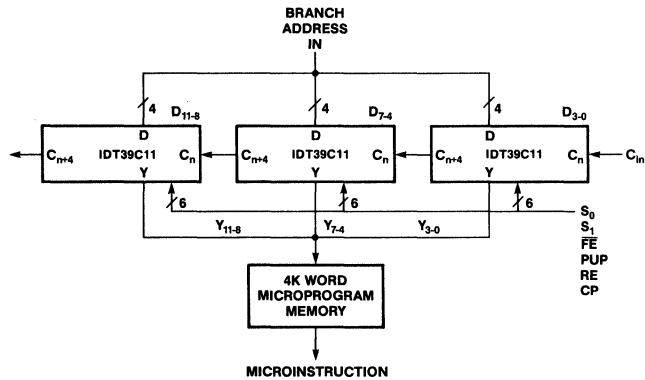 BRANCH
ADDRESS
IN
4 D11-8 4 D7-4 4 D3-0
D D D
Cn+4 IDT39C11 Cn Cn+4 IDT39C11 Cn Cn+4 IDT39C11 Cn Cin
Y Y Y
6 6 6
Y11-8 Y7-4 Y3-0
S0
S1
F̅E̅
PUP
RE
CP
4K WORD
MICROPROGRAM
MEMORY
MICROINSTRUCTION